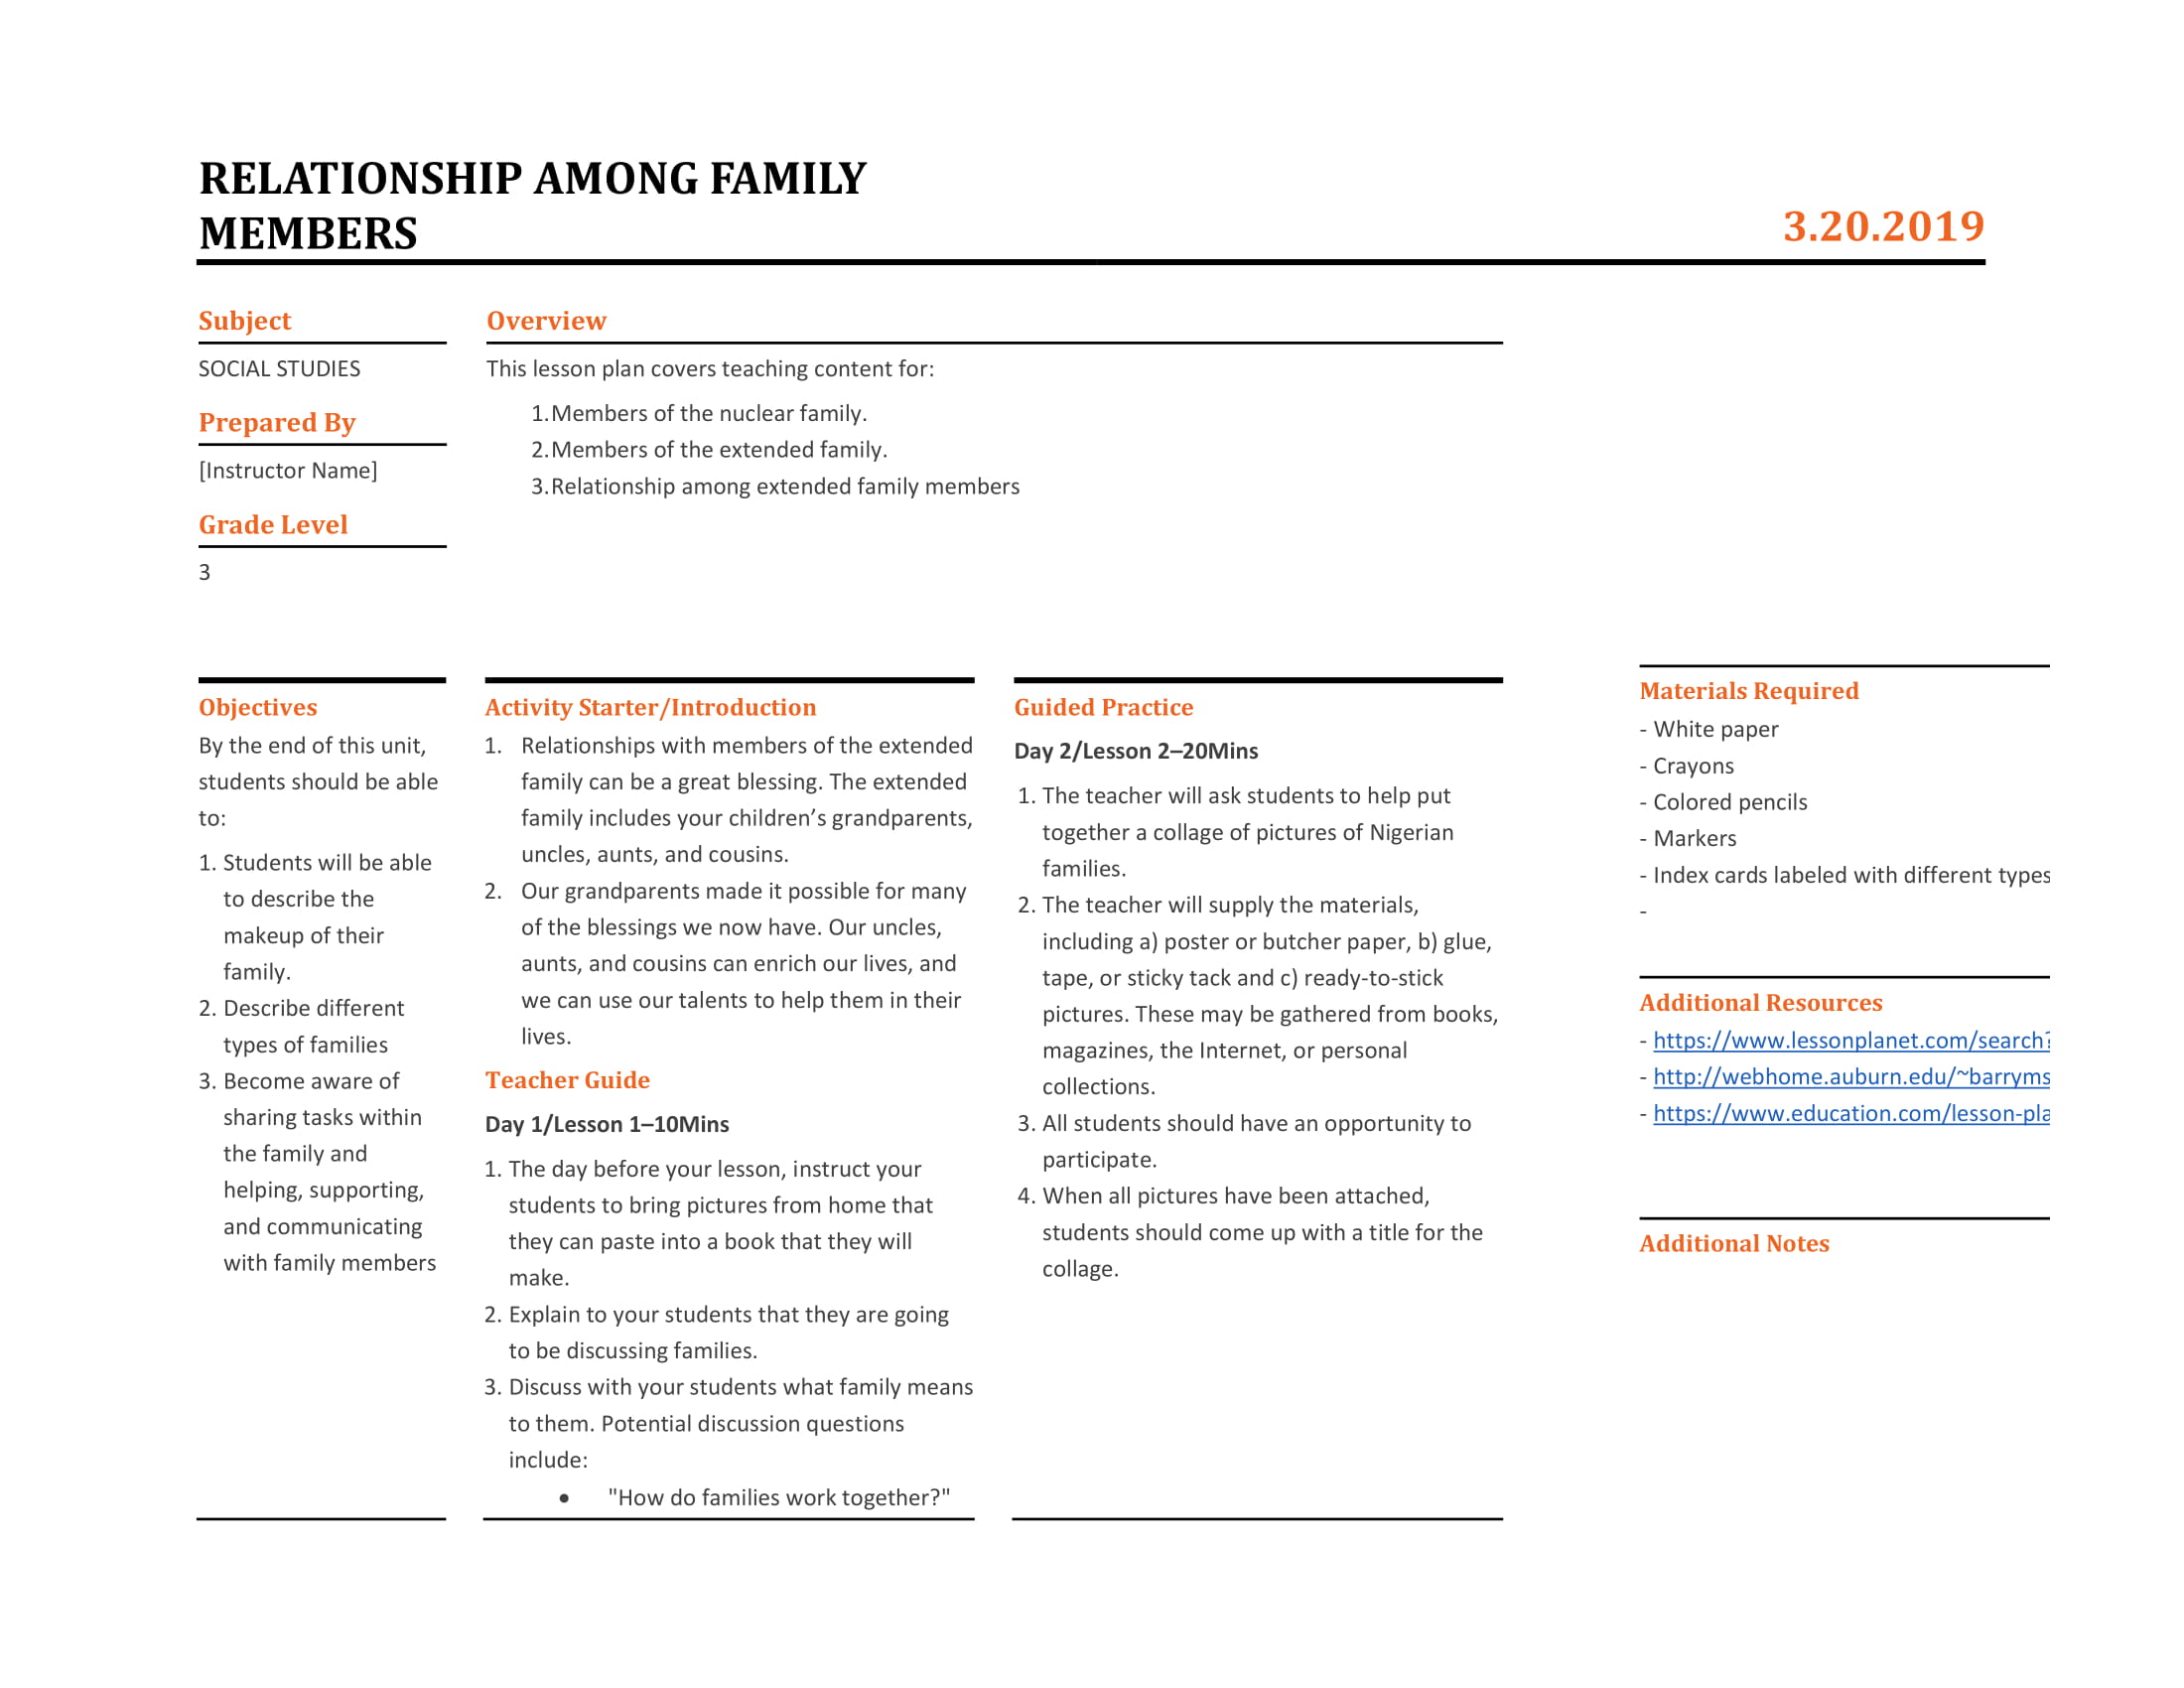 RELATIONSHIP AMONG FAMILY
MEMBERS
3.20.2019
Subject
SOCIAL STUDIES
Prepared By
[Instructor Name]
Grade Level
3
Overview
This lesson plan covers teaching content for:
1.Members of the nuclear family.
2.Members of the extended family.
3.Relationship among extended family members
Objectives
By the end of this unit,
students should be able
to:
1. Students will be able
to describe the
makeup of their
family.
2. Describe different
types of families
3. Become aware of
sharing tasks within
the family and
helping, supporting,
and communicating
with family members
Activity Starter/Introduction
1. Relationships with members of the extended
family can be a great blessing. The extended
family includes your children’s grandparents,
uncles, aunts, and cousins.
2. Our grandparents made it possible for many
of the blessings we now have. Our uncles,
aunts, and cousins can enrich our lives, and
we can use our talents to help them in their
lives.
Teacher Guide
Day 1/Lesson 1–10Mins
1. The day before your lesson, instruct your
students to bring pictures from home that
they can paste into a book that they will
make.
2. Explain to your students that they are going
to be discussing families.
3. Discuss with your students what family means
to them. Potential discussion questions
include:
• "How do families work together?"
Guided Practice
Day 2/Lesson 2–20Mins
1. The teacher will ask students to help put
together a collage of pictures of Nigerian
families.
2. The teacher will supply the materials,
including a) poster or butcher paper, b) glue,
tape, or sticky tack and c) ready-to-stick
pictures. These may be gathered from books,
magazines, the Internet, or personal
collections.
3. All students should have an opportunity to
participate.
4. When all pictures have been attached,
students should come up with a title for the
collage.
Materials Required
- White paper
- Crayons
- Colored pencils
- Markers
- Index cards labeled with different types
-
Additional Resources
- https://www.lessonplanet.com/search?
- http://webhome.auburn.edu/~barryms
- https://www.education.com/lesson-pla
Additional Notes